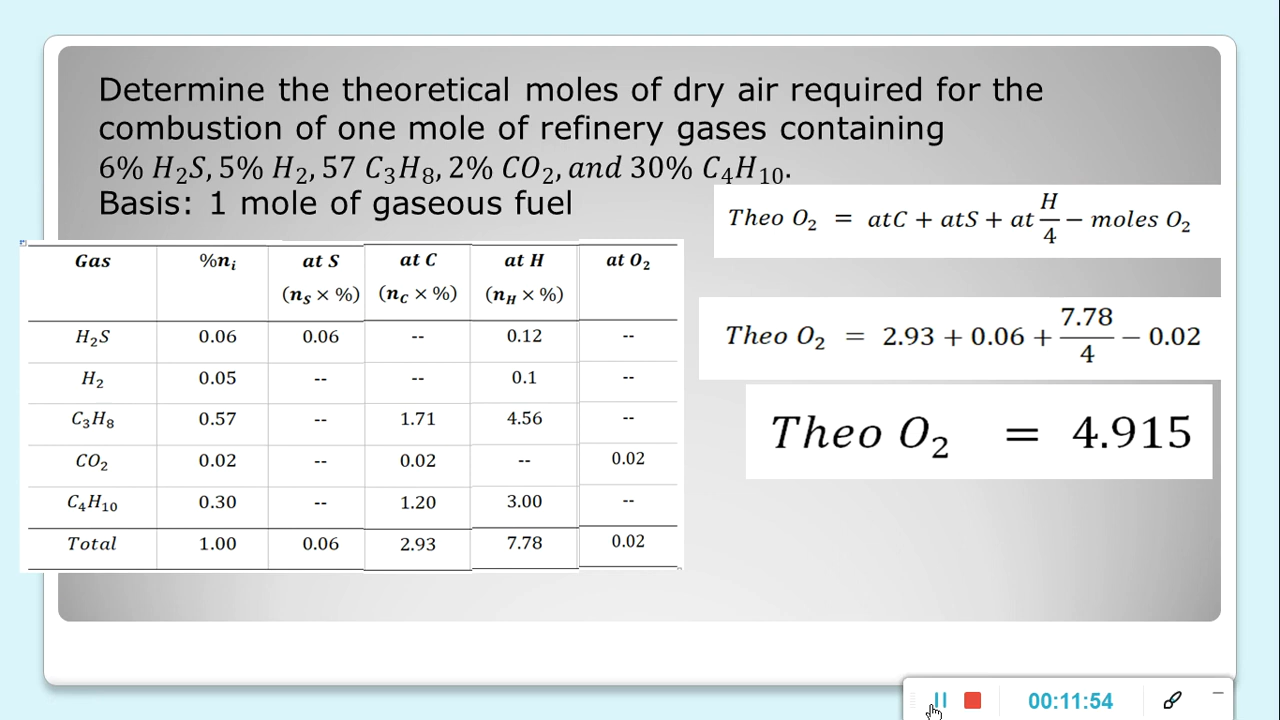 Determine the theoretical moles of dry air required for the
combustion of one mole of refinery gases containing
6% H₂S, 5% H₂, 57 C₃H₈, 2% CO₂, and 30% C₄H₁₀.
Basis: 1 mole of gaseous fuel
Theo O₂ = atC + atS + at H/4 − moles O₂
Gas %nᵢ at S at C at H at O₂
(n_S × %) (n_C × %) (n_H × %)
H₂S 0.06 0.06 -- 0.12 --
H₂ 0.05 -- -- 0.1 --
C₃H₈ 0.57 -- 1.71 4.56 --
CO₂ 0.02 -- 0.02 -- 0.02
C₄H₁₀ 0.30 -- 1.20 3.00 --
Total 1.00 0.06 2.93 7.78 0.02
Theo O₂ = 2.93 + 0.06 + 7.78/4 − 0.02
Theo O₂ = 4.915
00:11:54